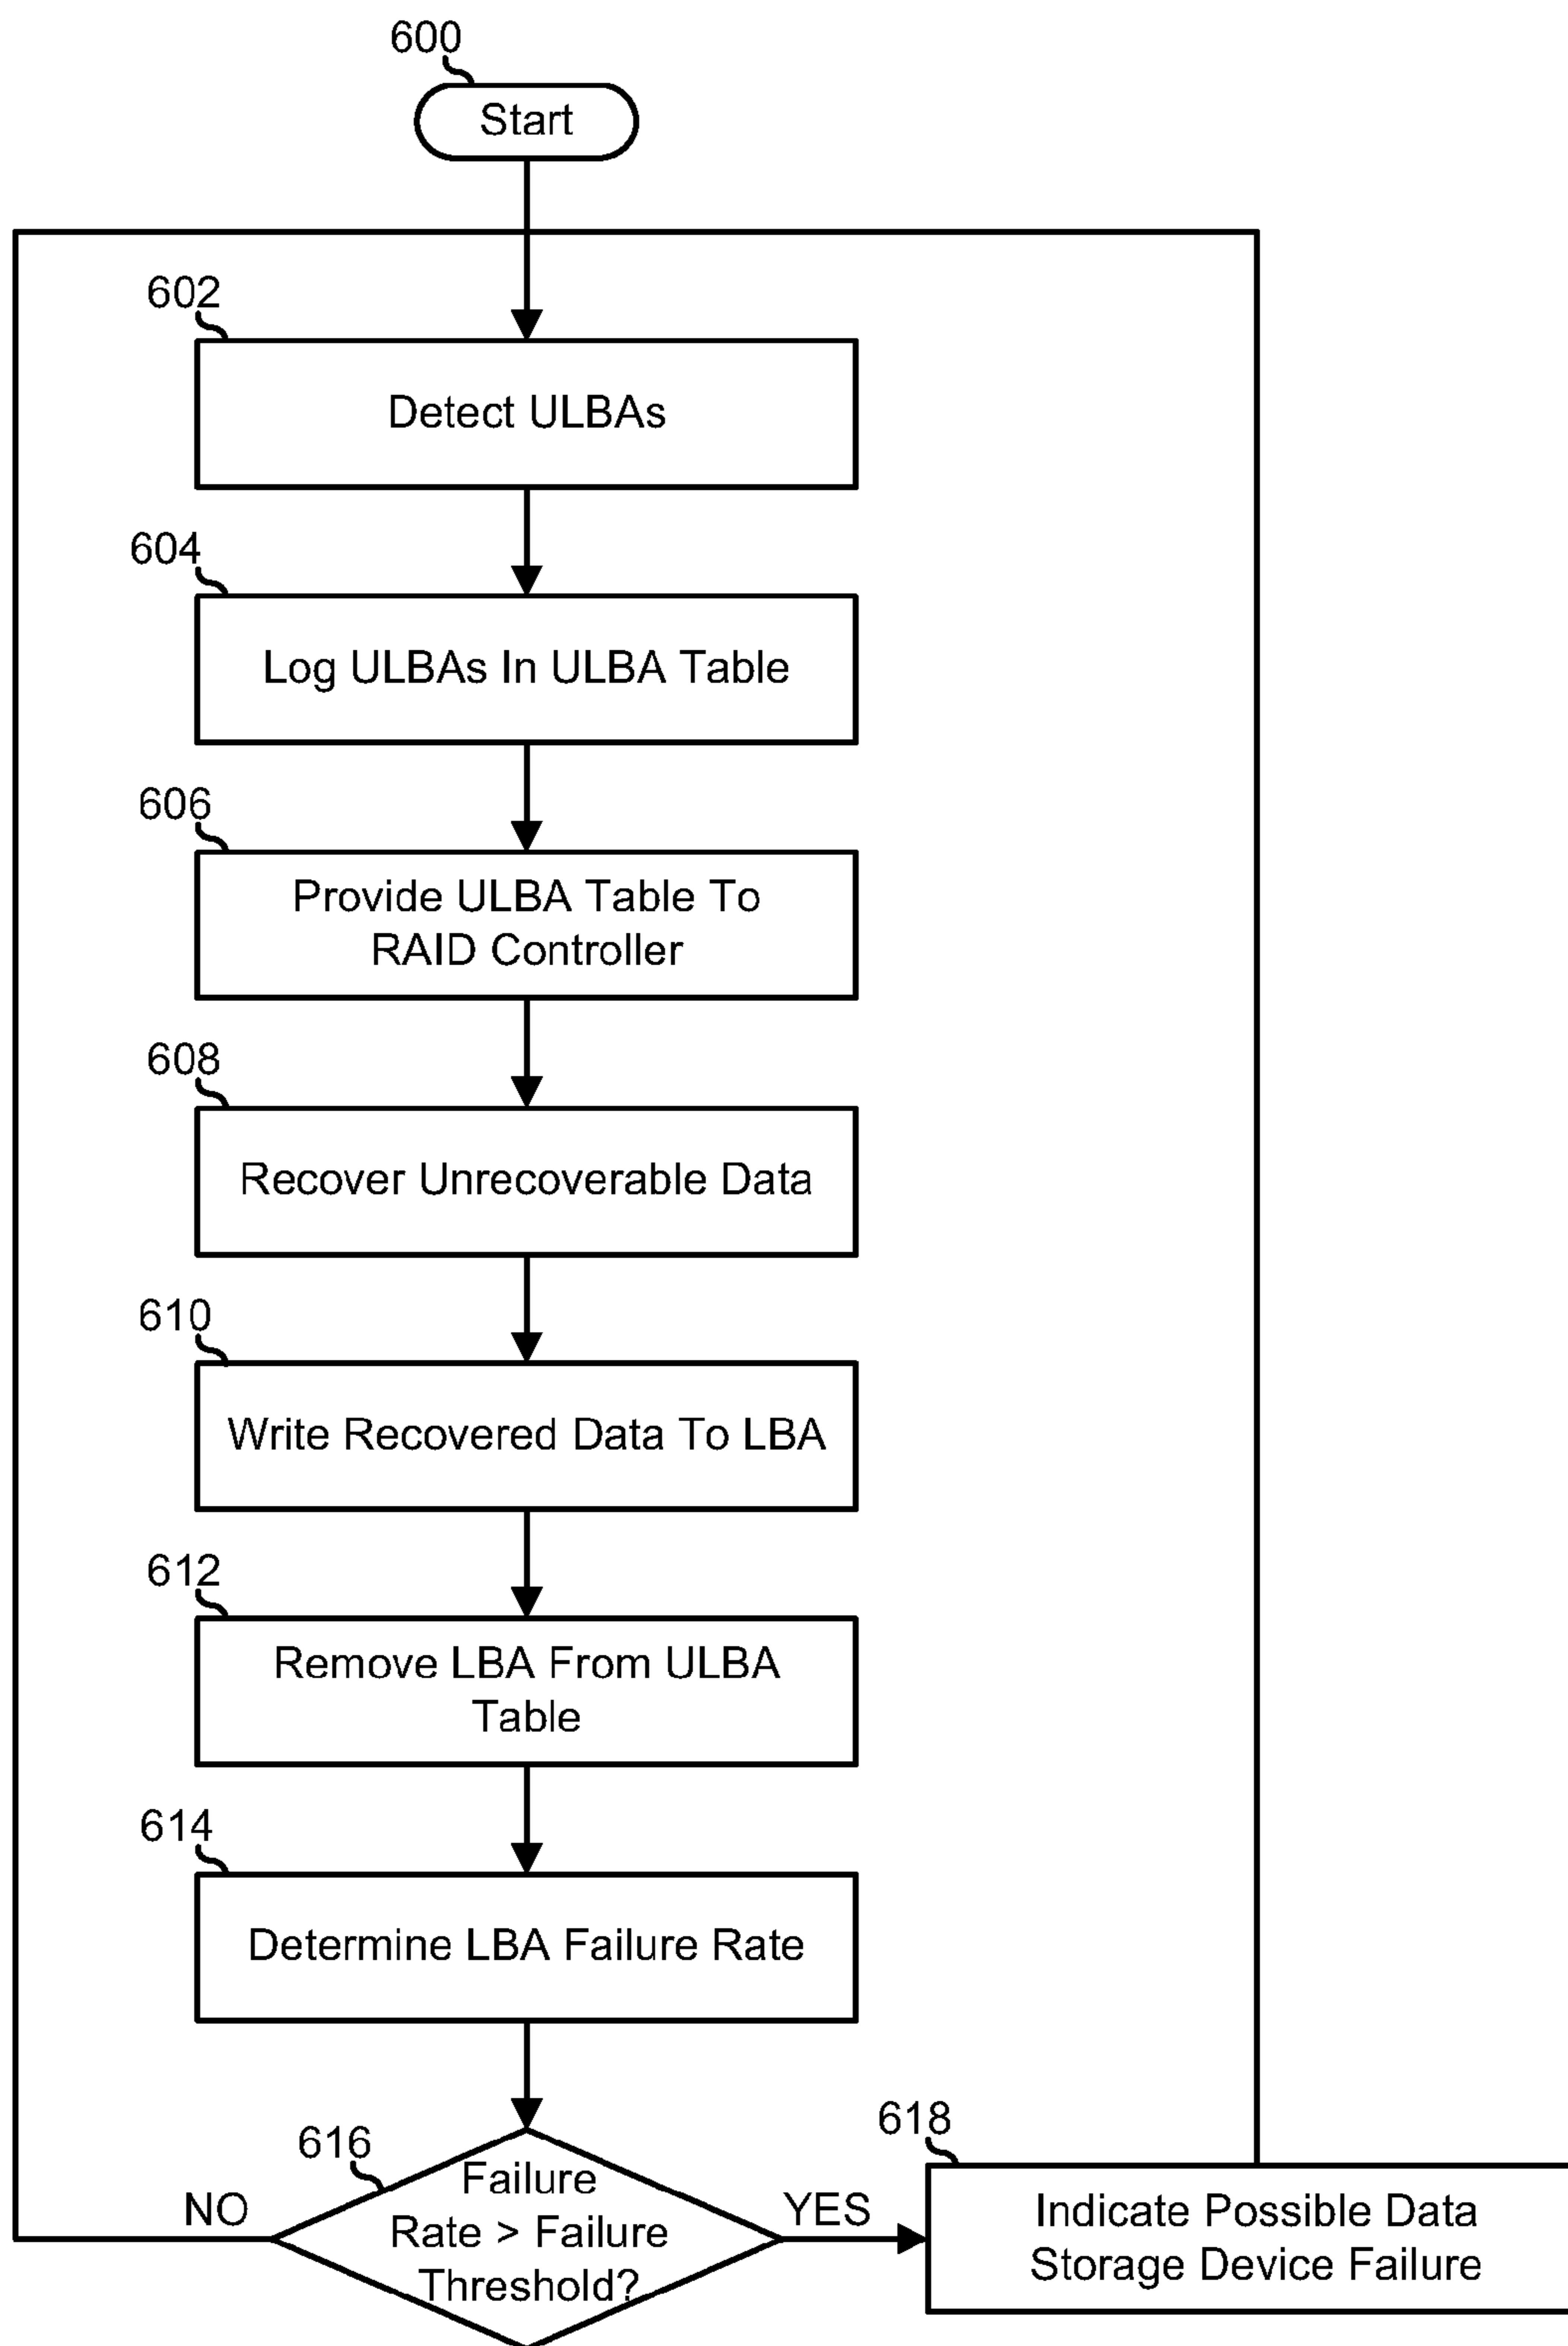 600
Start
602
Detect ULBAs
604
Log ULBAs In ULBA Table
606
Provide ULBA Table To
RAID Controller
608
Recover Unrecoverable Data
610
Write Recovered Data To LBA
612
Remove LBA From ULBA
Table
614
Determine LBA Failure Rate
616
Failure
Rate > Failure
Threshold?
NO
YES
618
Indicate Possible Data
Storage Device Failure